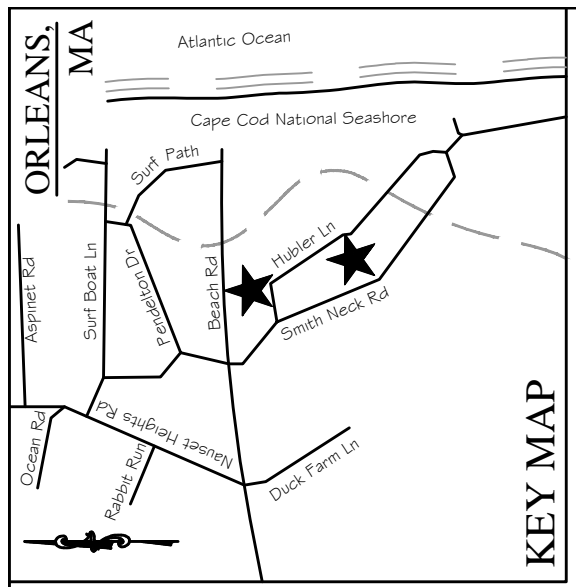 ORLEANS,
MA
Atlantic Ocean
Cape Cod National Seashore
Surf Path
Hubler Ln
Aspinet Rd
Surf Boat Ln
Pendelton Dr
Beach Rd
Smith Neck Rd
Ocean Rd
Nauset Heights Rd
Rabbit Run
Duck Farm Ln
KEY MAP